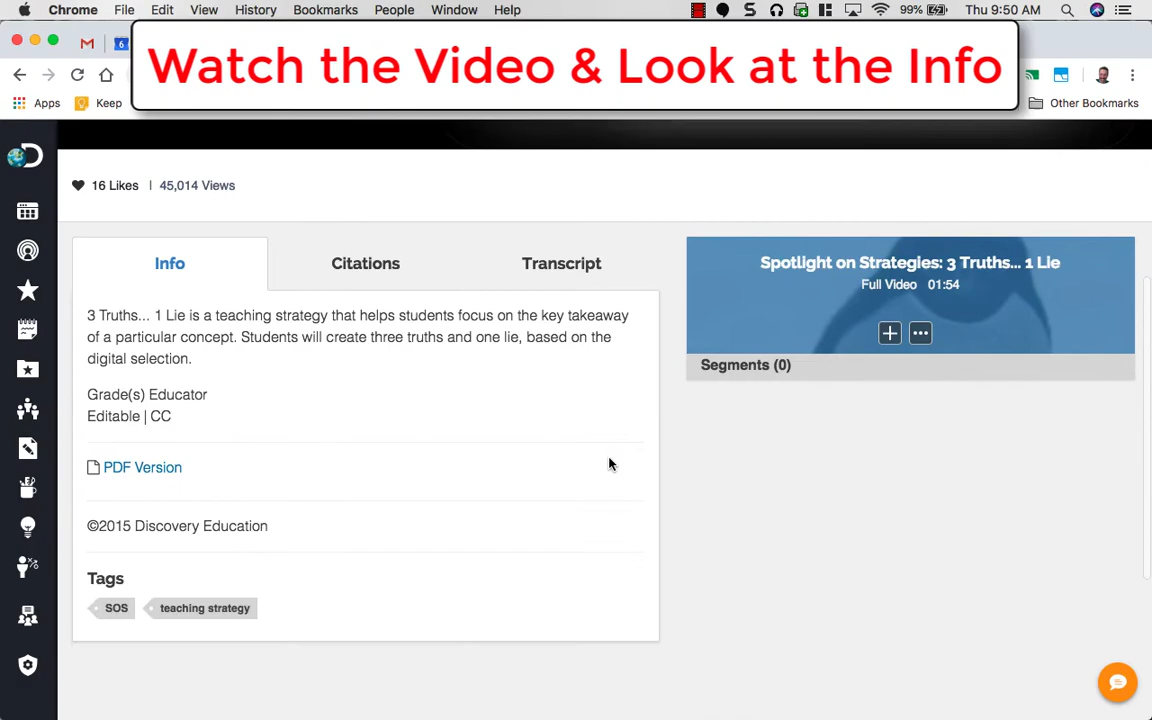 Chrome File Edit View History Bookmarks People Window Help 99% Thu 9:50 AM
Watch the Video & Look at the Info
6
Apps Keep Other Bookmarks
16 Likes | 45,014 Views
Info Citations Transcript
3 Truths... 1 Lie is a teaching strategy that helps students focus on the key takeaway
of a particular concept. Students will create three truths and one lie, based on the
digital selection.
Grade(s) Educator
Editable | CC
PDF Version
©2015 Discovery Education
Tags
SOS teaching strategy
Spotlight on Strategies: 3 Truths... 1 Lie
Full Video 01:54
Segments (0)